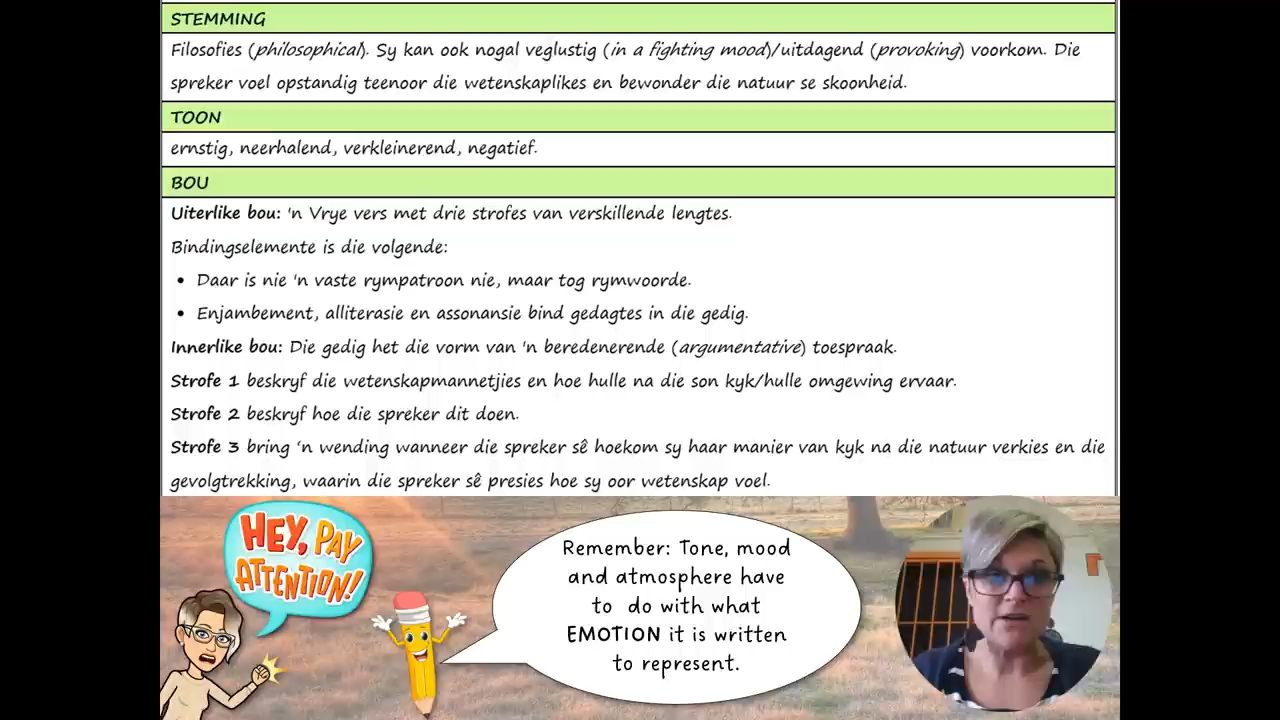 STEMMING
Filosofies (philosophical). Sy kan ook nogal veglustig (in a fighting mood)/uitdagend (provoking) voorkom. Die
spreker voel opstandig teenoor die wetenskaplikes en bewonder die natuur se skoonheid.
TOON
ernstig, neerhalend, verkleinerend, negatief.
BOU
Uiterlike bou: 'n Vrye vers met drie strofes van verskillende lengtes.
Bindingselemente is die volgende:
• Daar is nie 'n vaste rympatroon nie, maar tog rymwoorde.
• Enjambement, alliterasie en assonansie bind gedagtes in die gedig.
Innerlike bou: Die gedig het die vorm van 'n beredenerende (argumentative) toespraak.
Strofe 1 beskryf die wetenskapmannetjies en hoe hulle na die son kyk/hulle omgewing ervaar.
Strofe 2 beskryf hoe die spreker dit doen.
Strofe 3 bring 'n wending wanneer die spreker sê hoekom sy haar manier van kyk na die natuur verkies en die
gevolgtrekking, waarin die spreker sê presies hoe sy oor wetenskap voel.
HEY, PAY
ATTENTION!
Remember: Tone, mood
and atmosphere have
to do with what
EMOTION it is written
to represent.